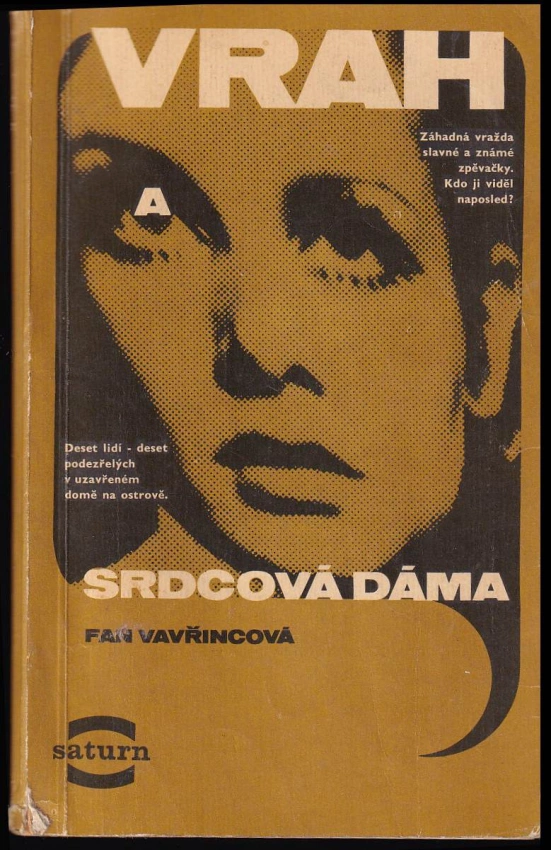 VRAH
Záhadná vražda
slavné a známé
zpěvačky.
Kdo ji viděl
naposled?
A
Deset lidí - deset
podezřelých
v uzavřeném
domě na ostrově.
SRDCOVÁ DÁMA
FAN VAVŘINCOVÁ
saturn